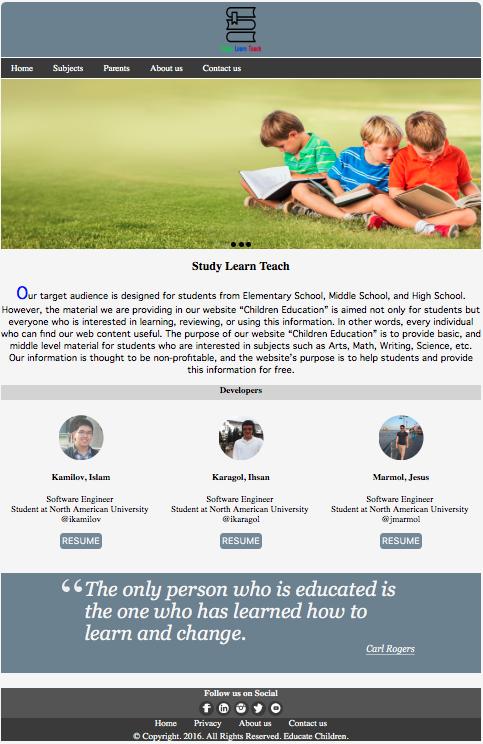 Study Learn Teach
Home Subjects Parents About us Contact us
Study Learn Teach
Our target audience is designed for students from Elementary School, Middle School, and High School.
However, the material we are providing in our website “Children Education” is aimed not only for students but
everyone who is interested in learning, reviewing, or using this information. In other words, every individual
who can find our web content useful. The purpose of our website “Children Education” is to provide basic, and
middle level material for students who are interested in subjects such as Arts, Math, Writing, Science, etc.
Our information is thought to be non-profitable, and the website's purpose is to help students and provide
this information for free.
Developers
Kamilov, Islam Karagol, Ihsan Marmol, Jesus
Software Engineer Software Engineer Software Engineer
Student at North American University Student at North American University Student at North American University
@ikamilov @ikaragol @jmarmol
RESUME RESUME RESUME
“The only person who is educated is
the one who has learned how to
learn and change.
Carl Rogers
Follow us on Social
Home Privacy About us Contact us
© Copyright. 2016. All Rights Reserved. Educate Children.